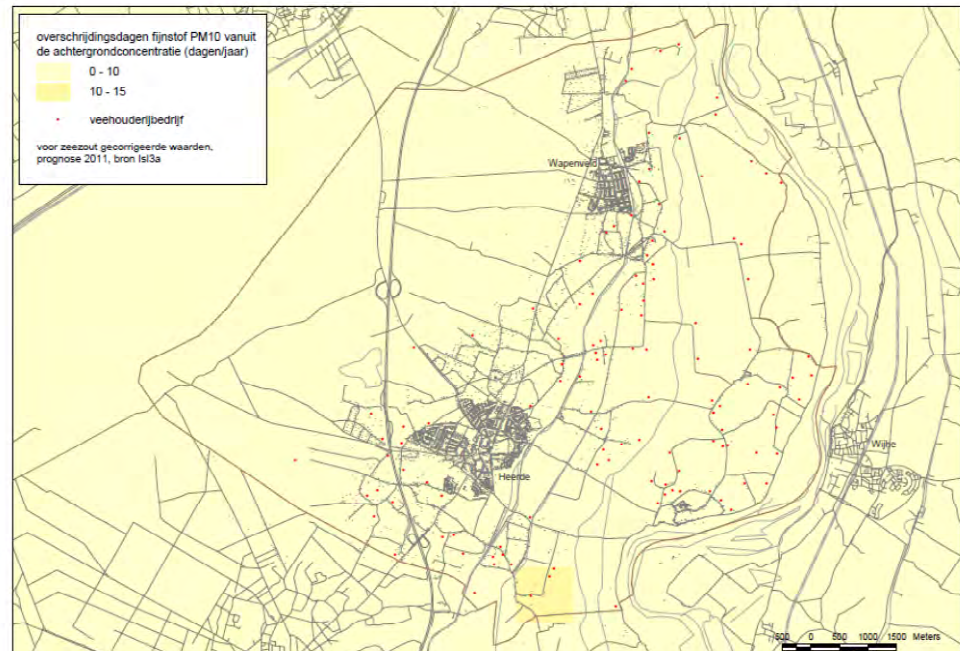 overschrijdingsdagen fijnstof PM10 vanuit
de achtergrondconcentratie (dagen/jaar)
0 - 10
10 - 15
veehouderijbedrijf
voor zeezout gecorrigeerde waarden,
prognose 2011, bron Isl3a
Wapenveld
Wijhe
Heerde
500 0 500 1000 1500 Meters